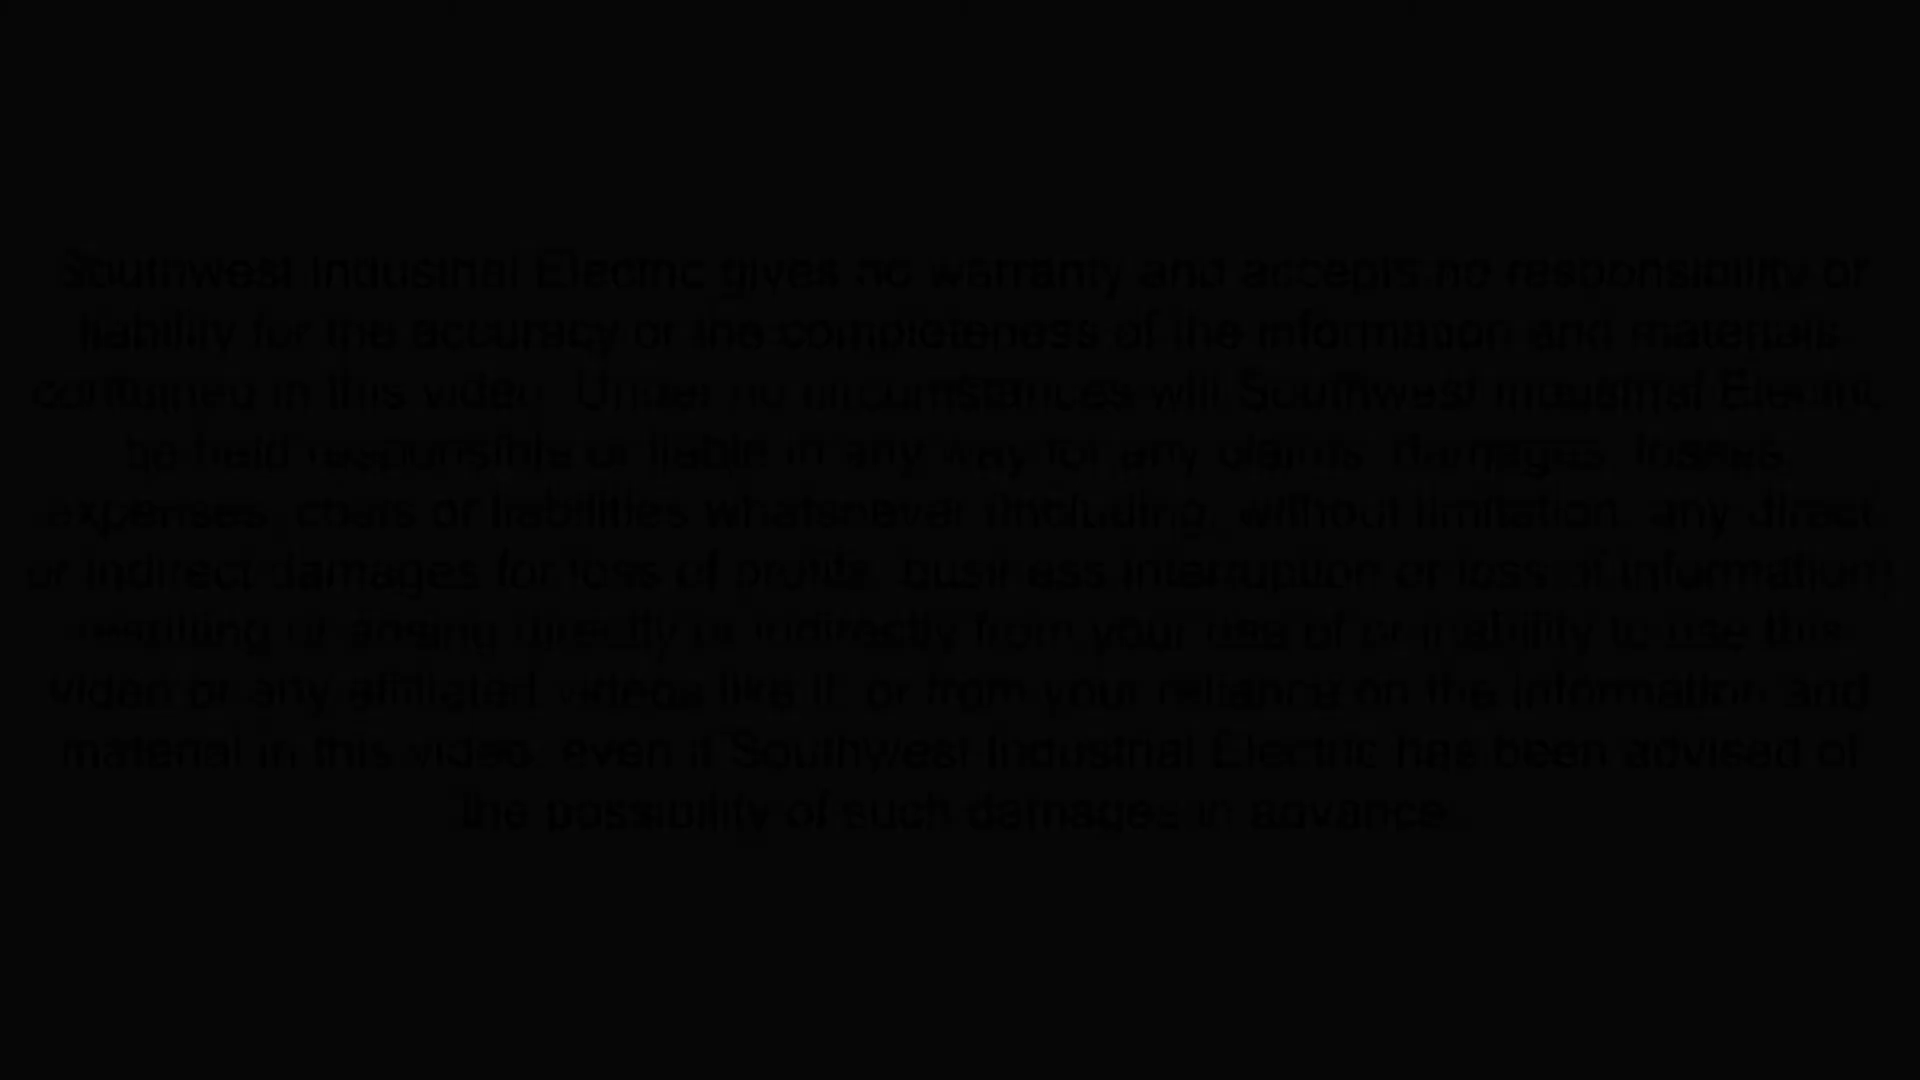 Southwest Industrial Electric gives no warranty and accepts no responsibility or
liability for the accuracy or the completeness of the information and materials
contained in this video. Under no circumstances will Southwest Industrial Electric
be held responsible or liable in any way for any claims, damages, losses,
expenses, costs or liabilities whatsoever (including, without limitation, any direct
or indirect damages for loss of profits, business interruption or loss of information)
resulting or arising directly or indirectly from your use of or inability to use this
video or any affiliated videos like it, or from your reliance on the information and
material in this video, even if Southwest Industrial Electric has been advised of
the possibility of such damages in advance.